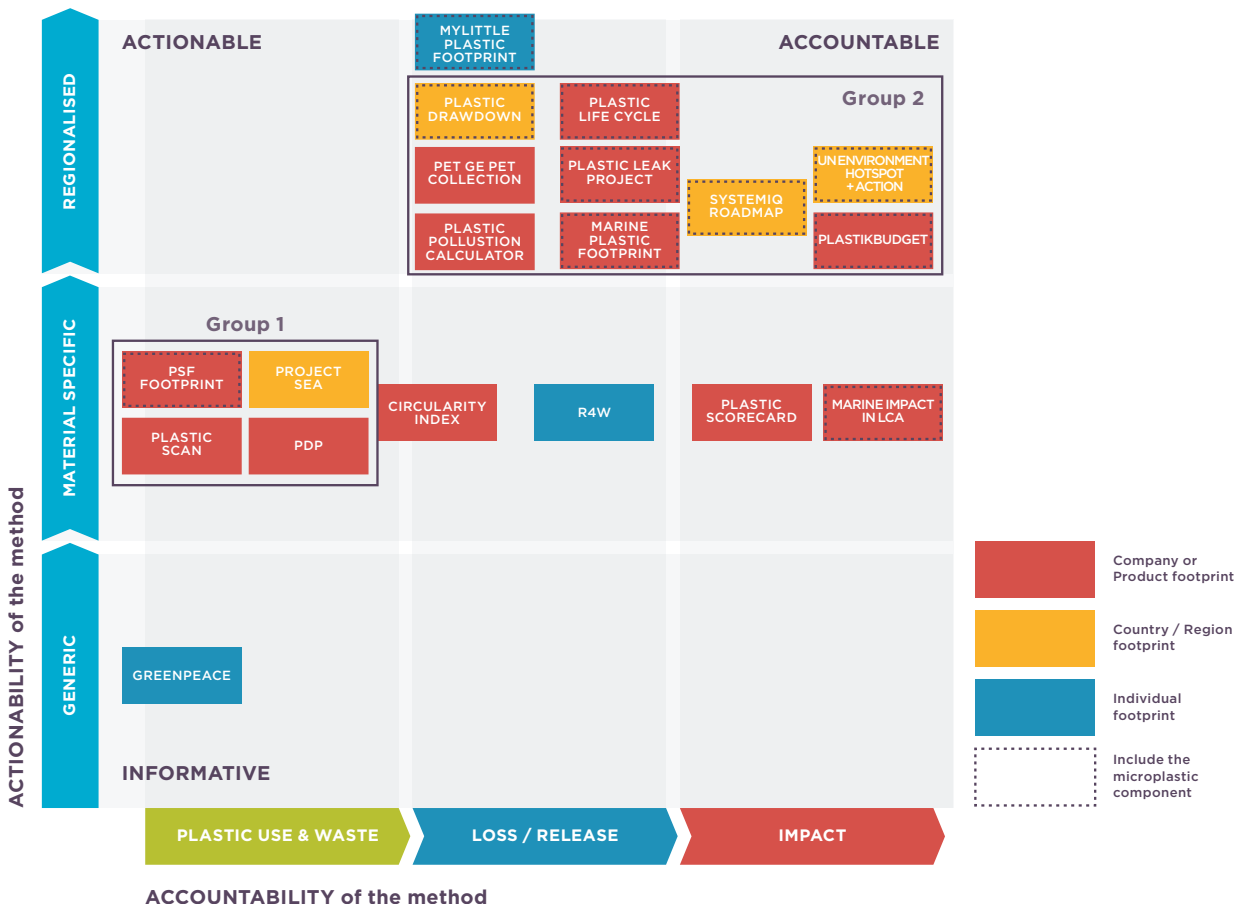 ACTIONABLE
MYLITTLE
PLASTIC
FOOTPRINT
ACCOUNTABLE
REGIONALISED
Group 2
PLASTIC
DRAWDOWN
PLASTIC
LIFE CYCLE
PET GE PET
COLLECTION
PLASTIC LEAK
PROJECT
SYSTEMIQ
ROADMAP
UN ENVIRONMENT
HOTSPOT
+ ACTION
PLASTIC
POLLUSTION
CALCULATOR
MARINE
PLASTIC
FOOTPRINT
PLASTIKBUDGET
MATERIAL SPECIFIC
Group 1
PSF
FOOTPRINT
PROJECT
SEA
PLASTIC
SCAN
PDP
CIRCULARITY
INDEX
R4W
PLASTIC
SCORECARD
MARINE IMPACT
IN LCA
GENERIC
GREENPEACE
INFORMATIVE
ACTIONABILITY of the method
PLASTIC USE & WASTE
LOSS / RELEASE
IMPACT
ACCOUNTABILITY of the method
Company or
Product footprint
Country / Region
footprint
Individual
footprint
Include the
microplastic
component